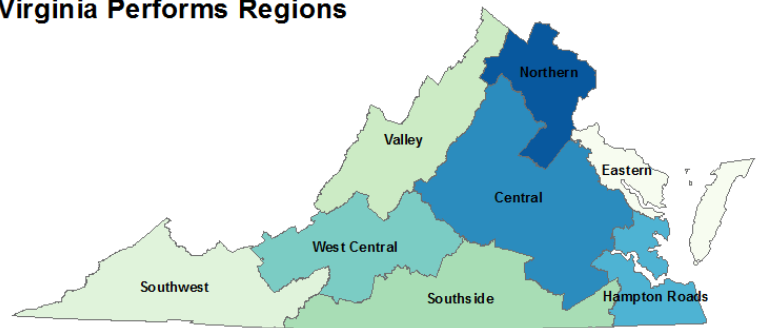 Virginia Performs Regions
Northern
Valley
Eastern
Central
West Central
Southwest
Southside
Hampton Roads